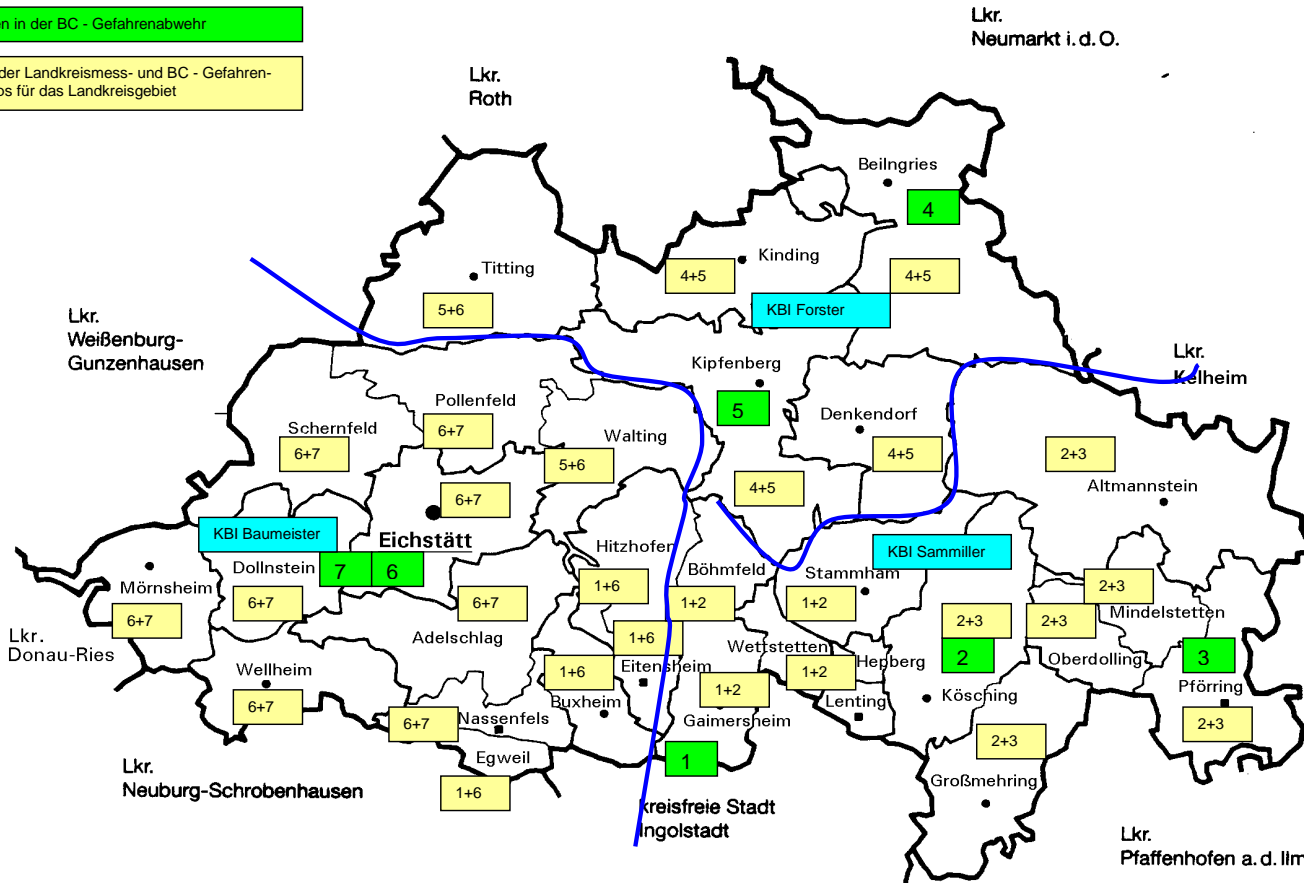 en in der BC - Gefahrenabwehr
der Landkreismess- und BC - Gefahren-
os für das Landkreisgebiet
Lkr.
Neumarkt i. d. O.
Lkr.
Roth
Beilngries
4
Kinding
4+5
4+5
KBI Forster
Titting
5+6
Lkr.
Weißenburg-
Gunzenhausen
Lkr.
Kelheim
Kipfenberg
5
Denkendorf
4+5
4+5
Pollenfeld
6+7
Schernfeld
6+7
Walting
5+6
6+7
2+3
Altmannstein
KBI Baumeister
Eichstätt
7
6
Hitzhofen
1+6
Böhmfeld
1+2
KBI Sammiller
Stammham
1+2
Mörnsheim
6+7
Dollnstein
6+7
Adelschlag
6+7
2+3
2
2+3
2+3
Mindelstetten
Lkr.
Donau-Ries
1+6
Eitensheim
Wettstetten
1+2
Hepberg
Oberdolling
3
Pförring
2+3
Wellheim
6+7
1+6
Buxheim
1+2
Gaimersheim
Lenting
Kösching
6+7
Nassenfels
Egweil
1+6
1
2+3
Großmehring
Lkr.
Neuburg-Schrobenhausen
kreisfreie Stadt
Ingolstadt
Lkr.
Pfaffenhofen a. d. Ilm